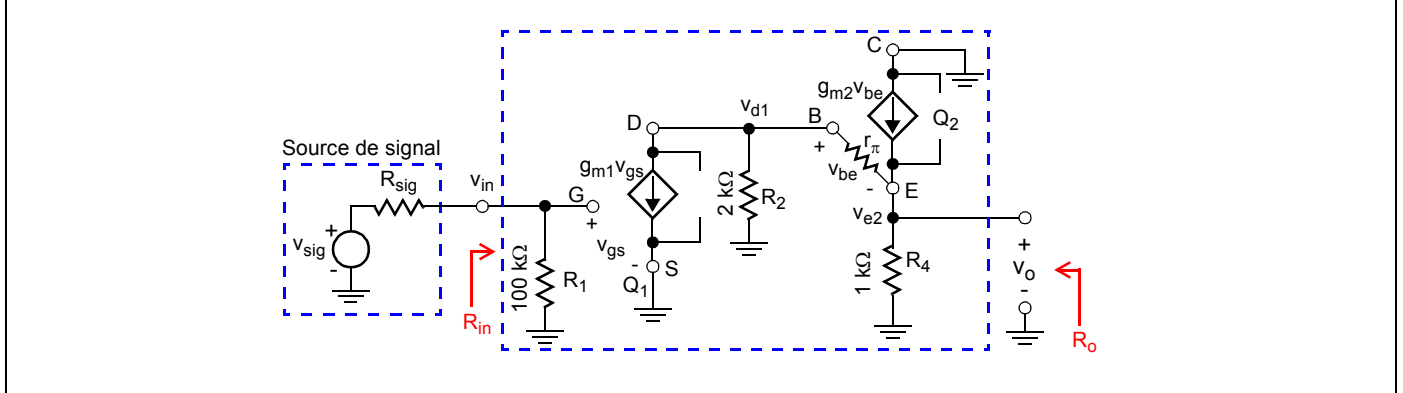 Source de signal
R_sig
v_sig
+
-
v_in
R_in
G
100 kΩ
R_1
+
v_gs
-
D
g_m1v_gs
S
Q_1
v_d1
2 kΩ
R_2
B
+
v_be
-
r_π
C
g_m2v_be
Q_2
E
v_e2
1 kΩ
R_4
+
v_o
-
R_o